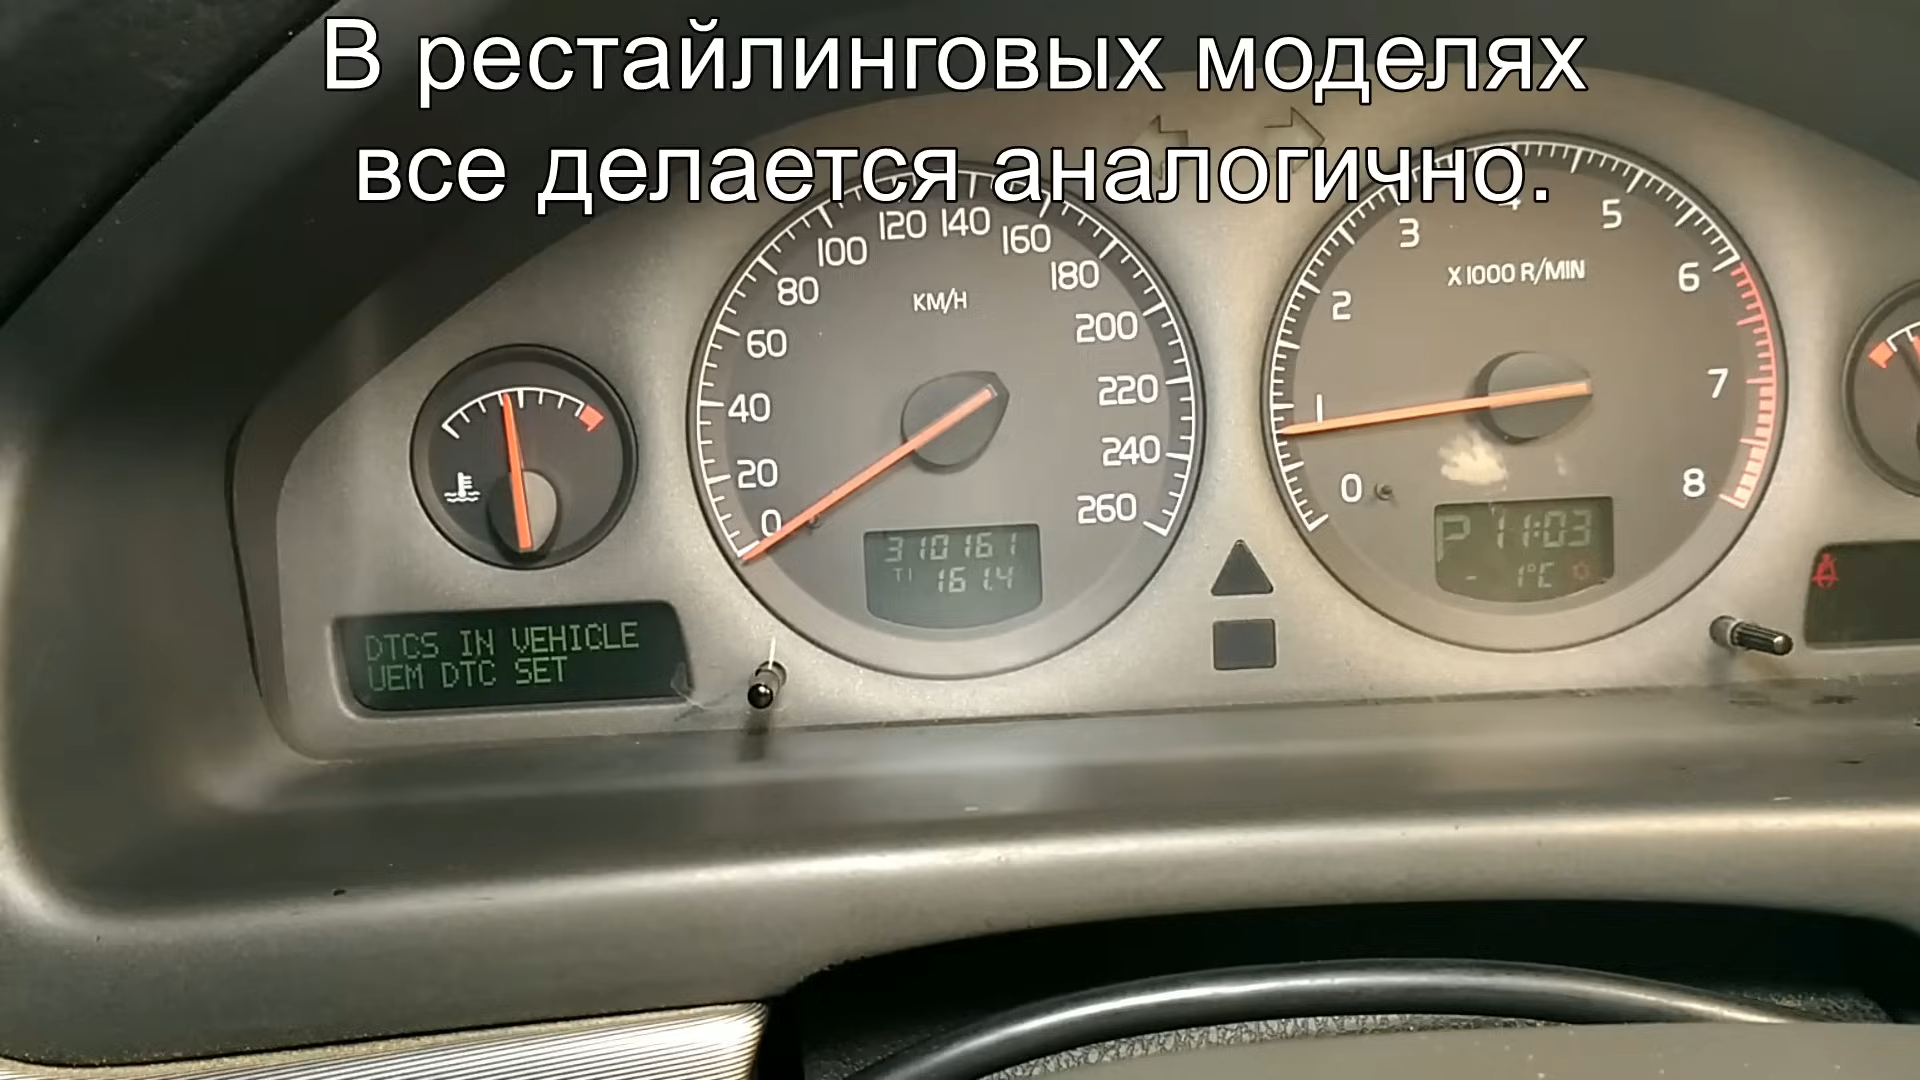 В рестайлинговых моделях
все делается аналогично.
0 20 40 60 80 100 120 140 160 180 200 220 240 260
KM/H
310161
T1 161.4
DTCS IN VEHICLE
UEM DTC SET
0 1 2 3 4 5 6 7 8
X 1000 R/MIN
P 11:03
- 1°C